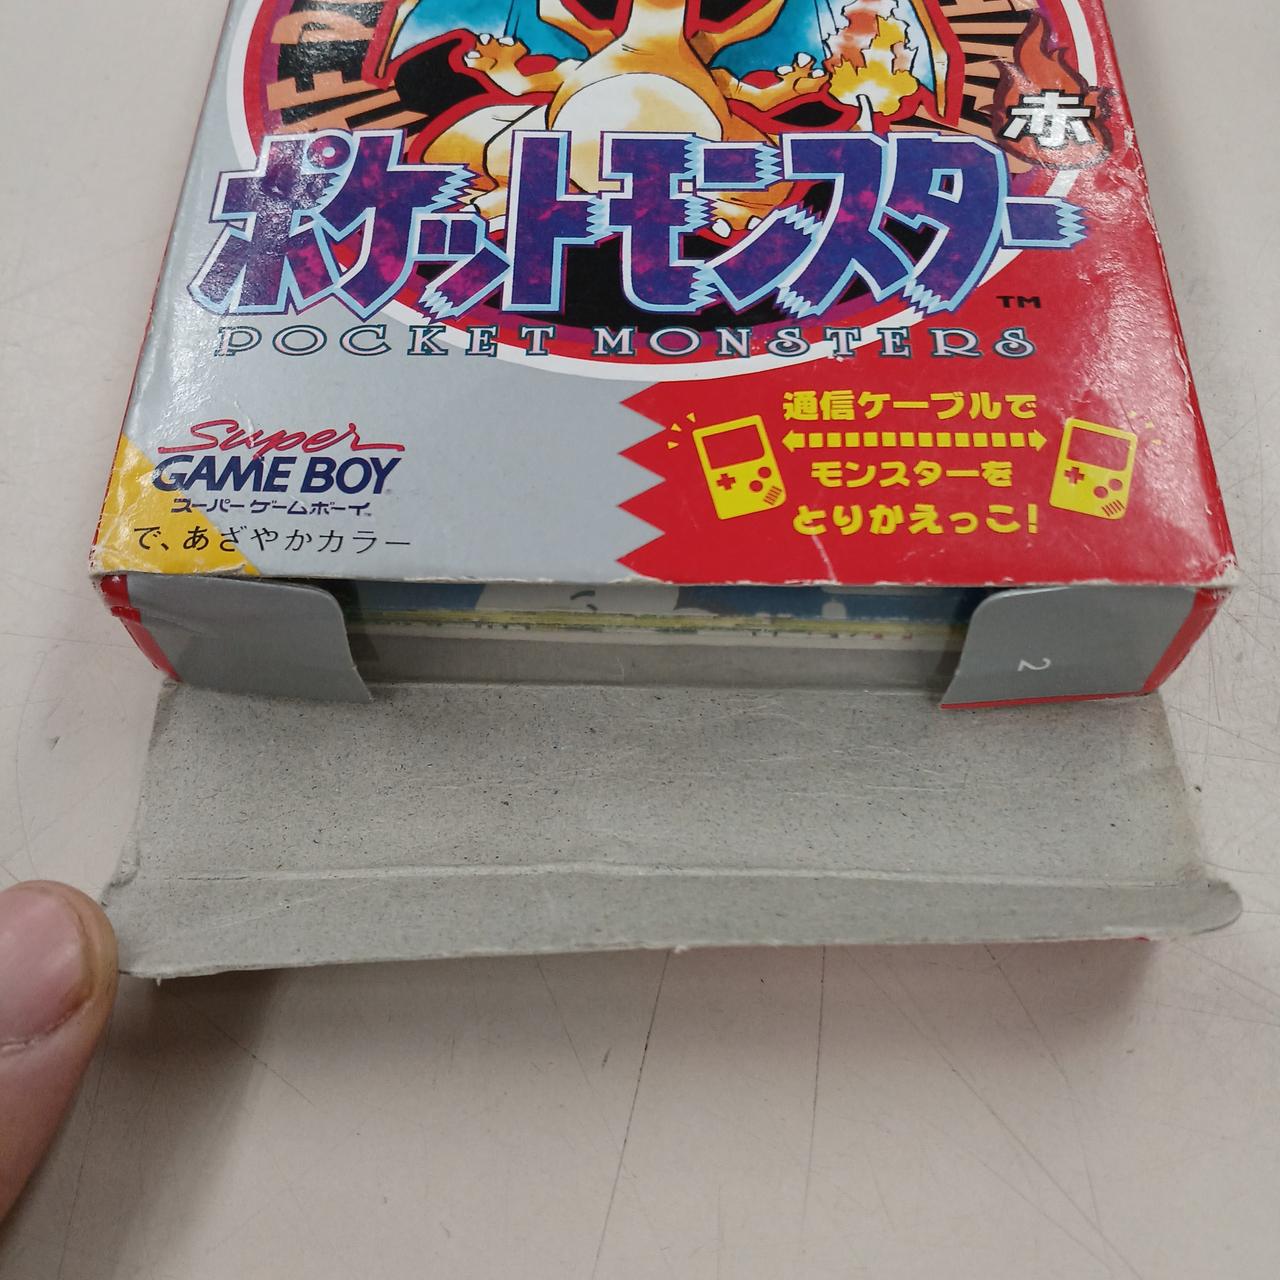 赤
ポケットモンスター
TM
POCKET MONSTERS
Super
GAME BOY
スーパーゲームボーイ
で、あざやかカラー
通信ケーブルで
モンスターを
とりかえっこ!
2